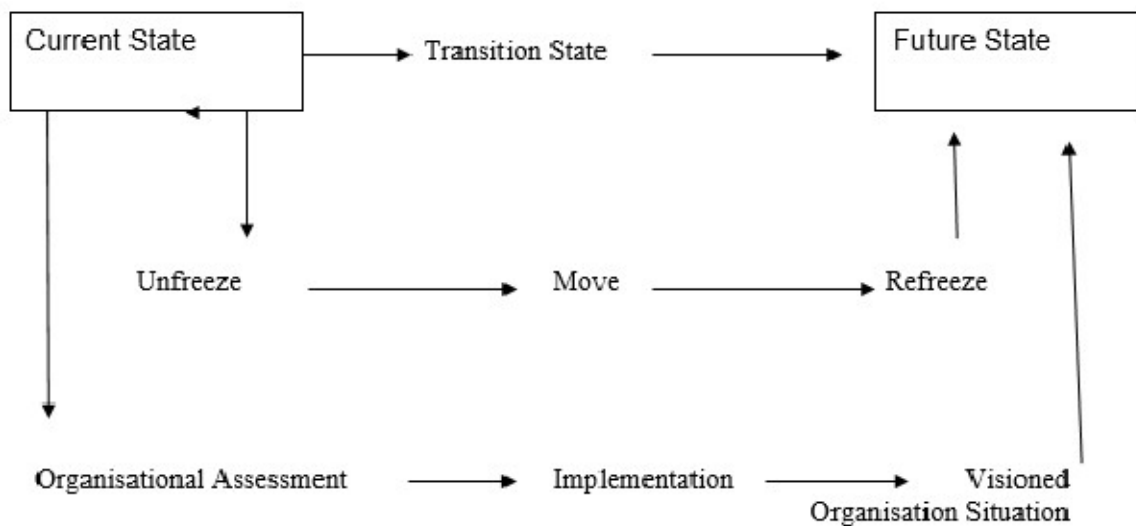 Current State
Transition State
Future State
Unfreeze
Move
Refreeze
Organisational Assessment
Implementation
Visioned
Organisation Situation